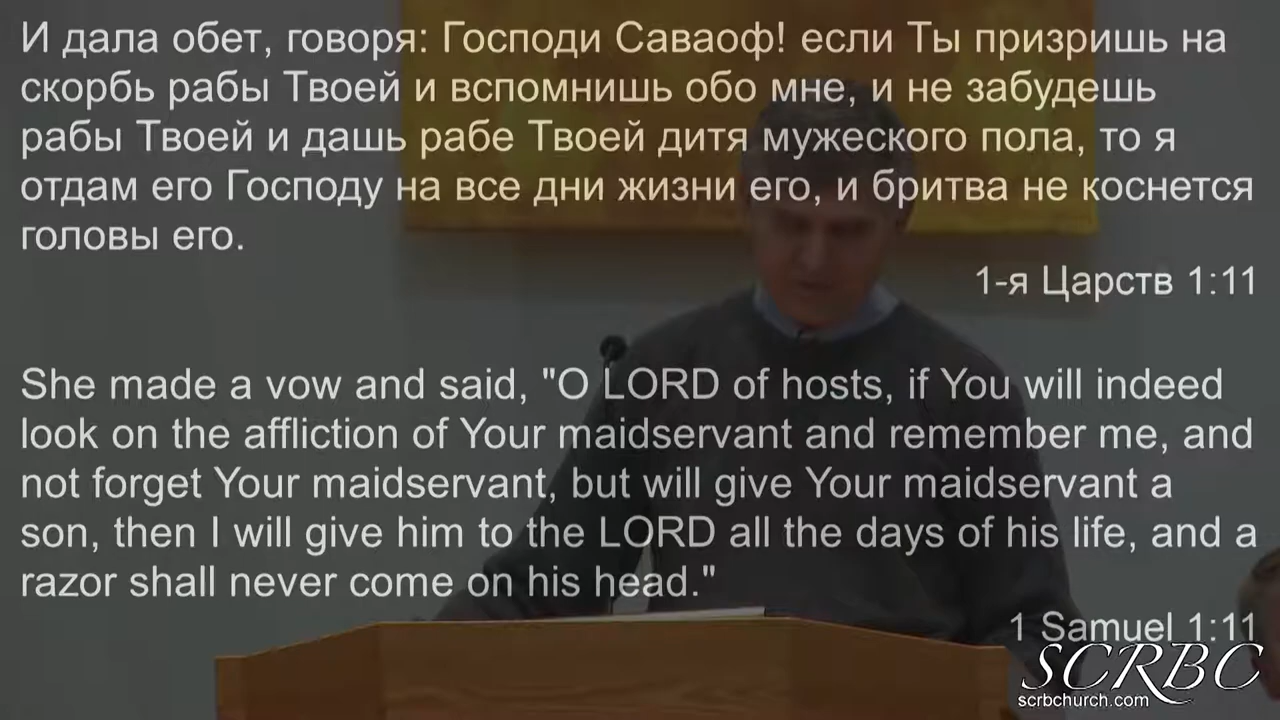 И дала обет, говоря: Господи Саваоф! если Ты призришь на
скорбь рабы Твоей и вспомнишь обо мне, и не забудешь
рабы Твоей и дашь рабе Твоей дитя мужеского пола, то я
отдам его Господу на все дни жизни его, и бритва не коснется
головы его.
1-я Царств 1:11
She made a vow and said, "O LORD of hosts, if You will indeed
look on the affliction of Your maidservant and remember me, and
not forget Your maidservant, but will give Your maidservant a
son, then I will give him to the LORD all the days of his life, and a
razor shall never come on his head."
1 Samuel 1:11
SCRBC
scrbchurch.com